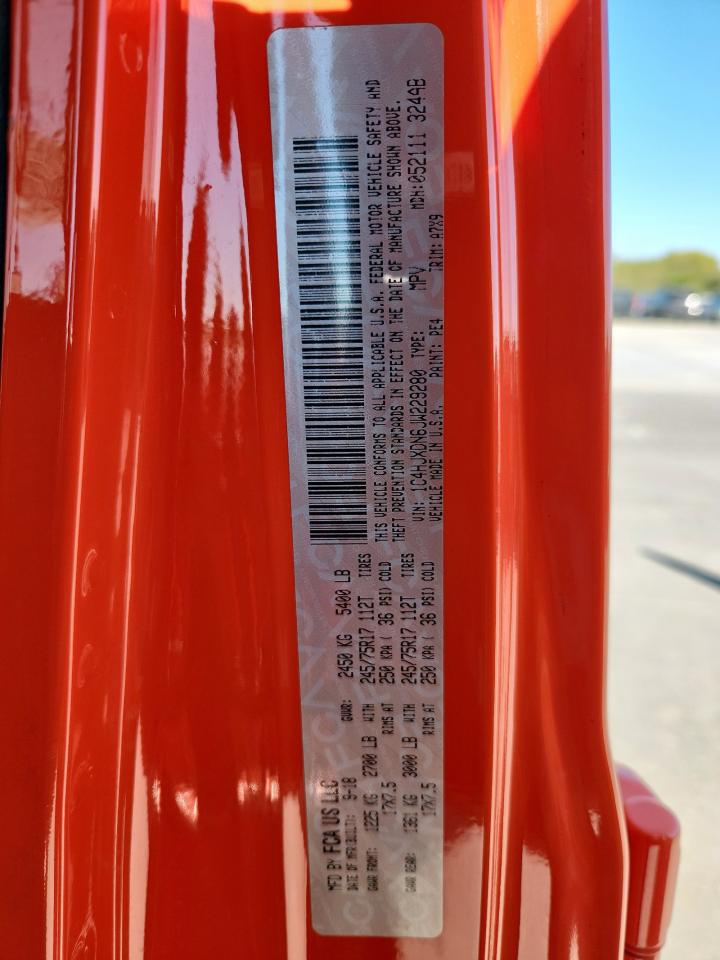 MFD BY FCA US LLC
DATE OF MFR(BUILT): 9-18 GVWR: 2450 KG 5400 LB
GAWR FRONT: 1225 KG 2700 LB WITH 245/75R17 112T TIRES
17X7.5 RIMS AT 250 KPA( 36 PSI) COLD
GAWR REAR: 1361 KG 3000 LB WITH 245/75R17 112T TIRES
17X7.5 RIMS AT 250 KPA( 36 PSI) COLD
THIS VEHICLE CONFORMS TO ALL APPLICABLE U.S.A. FEDERAL MOTOR VEHICLE SAFETY AND
THEFT PREVENTION STANDARDS IN EFFECT ON THE DATE OF MANUFACTURE SHOWN ABOVE.
VIN: 1C4HJXDN6JW229280 TYPE: MPV MDH:052111 3244B
VEHICLE MADE IN U.S.A. PAINT: PE4 TRIM: A7X9